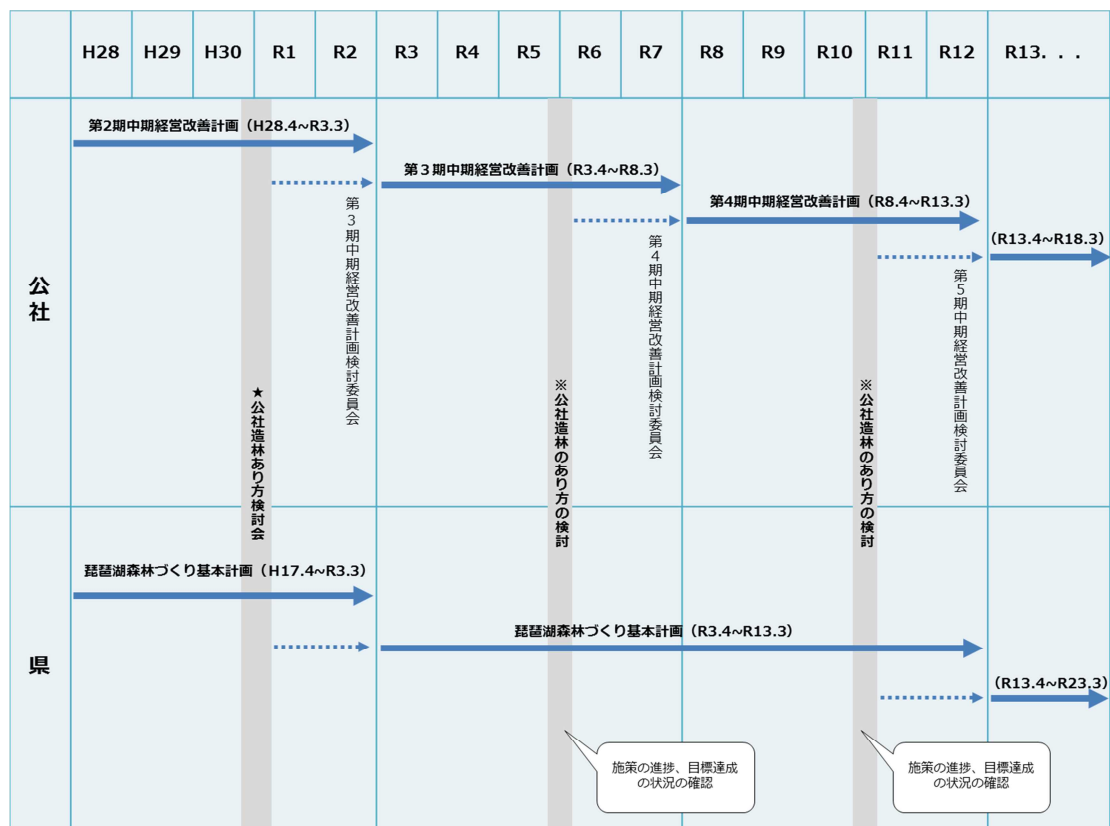 H28 H29 H30 R1 R2 R3 R4 R5 R6 R7 R8 R9 R10 R11 R12 R13. . .
公社
第2期中期経営改善計画（H28.4~R3.3）
第３期中期経営改善計画（R3.4~R8.3）
第4期中期経営改善計画（R8.4~R13.3）
（R13.4~R18.3）
第３期中期経営改善計画検討委員会
第４期中期経営改善計画検討委員会
第５期中期経営改善計画検討委員会
★公社造林あり方検討会
※公社造林のあり方の検討
※公社造林のあり方の検討
県
琵琶湖森林づくり基本計画（H17.4~R3.3）
琵琶湖森林づくり基本計画（R3.4~R13.3）
（R13.4~R23.3）
施策の進捗、目標達成
の状況の確認
施策の進捗、目標達成
の状況の確認